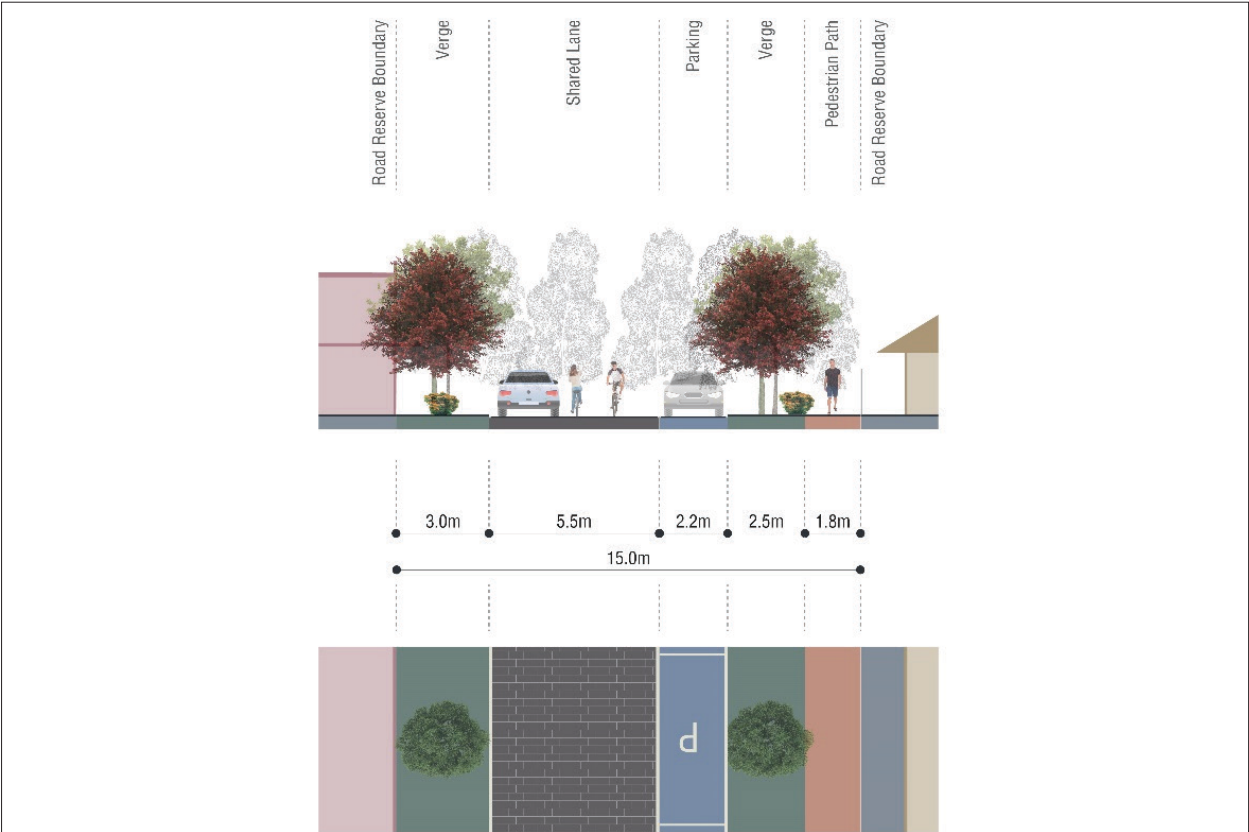 Road Reserve Boundary
Verge
Shared Lane
Parking
Verge
Pedestrian Path
Road Reserve Boundary
3.0m
5.5m
2.2m
2.5m
1.8m
15.0m
P